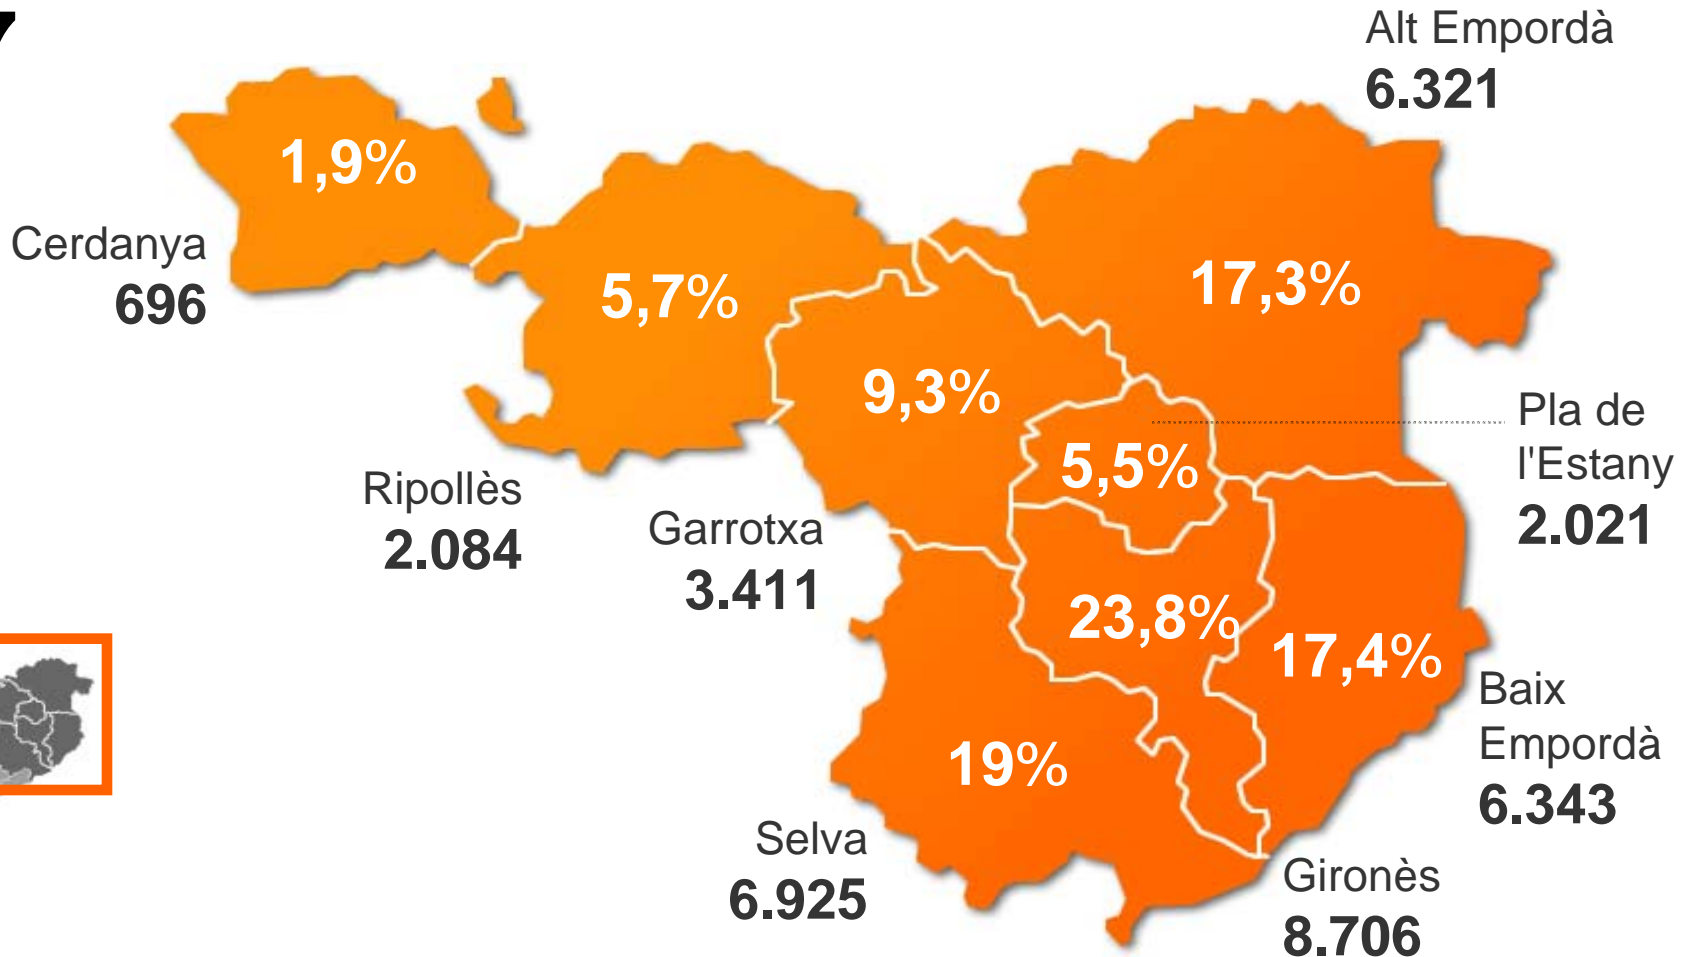 Alt Empordà
6.321
1,9%
Cerdanya
696
5,7%
17,3%
9,3%
Pla de
l'Estany
2.021
5,5%
Ripollès
2.084
Garrotxa
3.411
23,8%
17,4%
Baix
Empordà
6.343
19%
Selva
6.925
Gironès
8.706